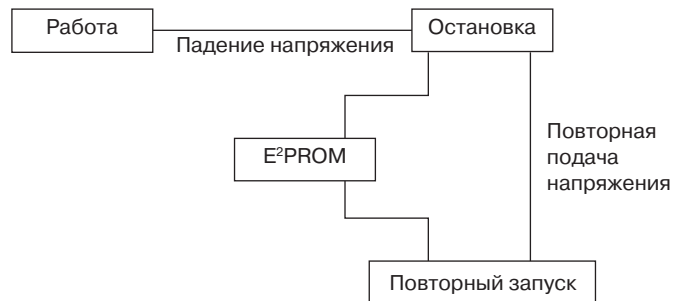 Работа
Остановка
Падение напряжения
E²PROM
Повторная
подача
напряжения
Повторный запуск